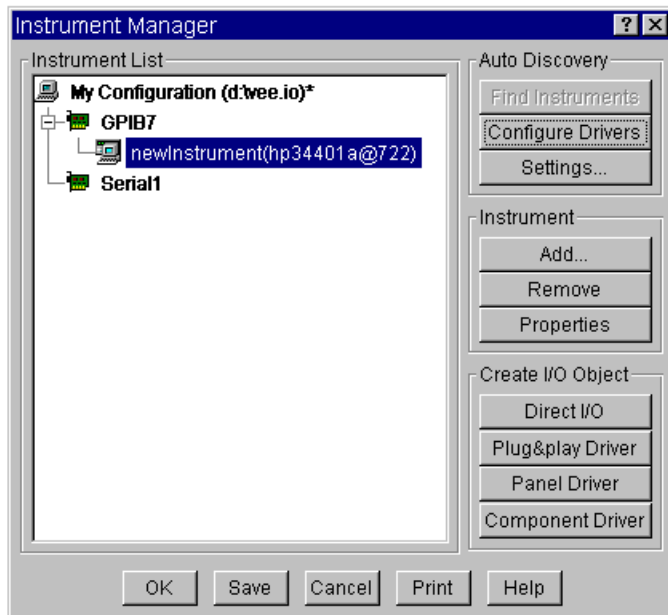 Instrument Manager
Instrument List
My Configuration (d:\vee.io)*
GPIB7
newInstrument(hp34401a@722)
Serial1
Auto Discovery
Find Instruments
Configure Drivers
Settings...
Instrument
Add...
Remove
Properties
Create I/O Object
Direct I/O
Plug&play Driver
Panel Driver
Component Driver
OK
Save
Cancel
Print
Help